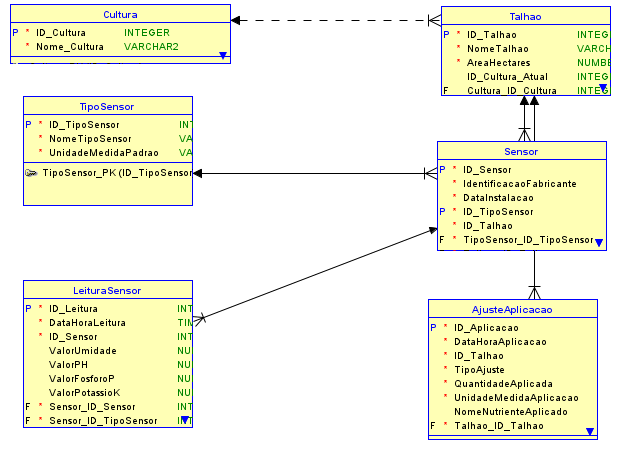 Cultura
P * ID_Cultura INTEGER
* Nome_Cultura VARCHAR2
Talhao
P * ID_Talhao INTEG
* NomeTalhao VARCH
* AreaHectares NUMBE
ID_Cultura_Atual INTEG
F Cultura_ID_Cultura INTEG
TipoSensor
P * ID_TipoSensor INT
* NomeTipoSensor VA
* UnidadeMedidaPadrao VA
TipoSensor_PK (ID_TipoSensor
Sensor
P * ID_Sensor
* IdentificacaoFabricante
* DataInstalacao
P * ID_TipoSensor
* ID_Talhao
F * TipoSensor_ID_TipoSensor
LeituraSensor
P * ID_Leitura INT
* DataHoraLeitura TIM
* ID_Sensor INT
ValorUmidade NU
ValorPH NU
ValorFosforoP NU
ValorPotassioK NU
F * Sensor_ID_Sensor INT
F * Sensor_ID_TipoSensor INT
AjusteAplicacao
P * ID_Aplicacao
* DataHoraAplicacao
* ID_Talhao
* TipoAjuste
* QuantidadeAplicada
* UnidadeMedidaAplicacao
NomeNutrienteAplicado
F * Talhao_ID_Talhao